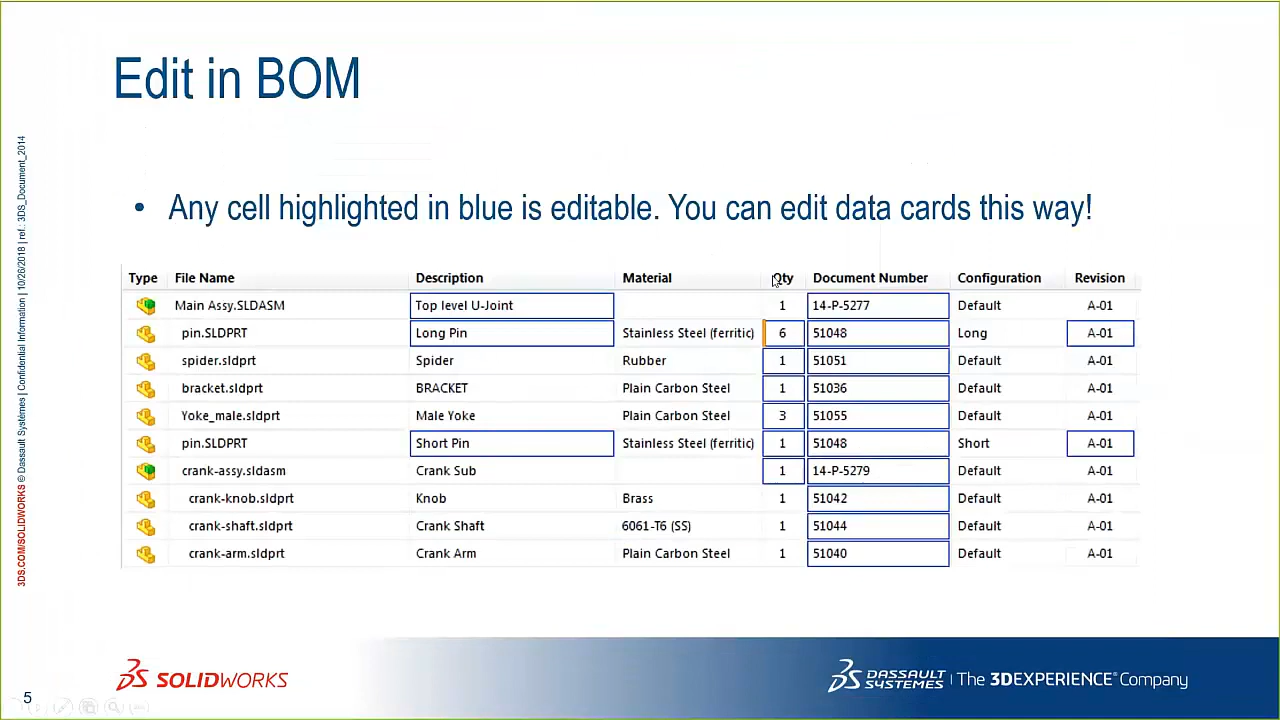 Edit in BOM
3DS.COM/SOLIDWORKS © Dassault Systèmes | Confidential Information | 10/26/2018 | ref.: 3DS_Document_2014
• Any cell highlighted in blue is editable. You can edit data cards this way!
Type File Name Description Material Qty Document Number Configuration Revision
Main Assy.SLDASM Top level U-Joint 1 14-P-5277 Default A-01
pin.SLDPRT Long Pin Stainless Steel (ferritic) 6 51048 Long A-01
spider.sldprt Spider Rubber 1 51051 Default A-01
bracket.sldprt BRACKET Plain Carbon Steel 1 51036 Default A-01
Yoke_male.sldprt Male Yoke Plain Carbon Steel 3 51055 Default A-01
pin.SLDPRT Short Pin Stainless Steel (ferritic) 1 51048 Short A-01
crank-assy.sldasm Crank Sub 1 14-P-5279 Default A-01
crank-knob.sldprt Knob Brass 1 51042 Default A-01
crank-shaft.sldprt Crank Shaft 6061-T6 (SS) 1 51044 Default A-01
crank-arm.sldprt Crank Arm Plain Carbon Steel 1 51040 Default A-01
SOLIDWORKS
DASSAULT SYSTEMES | The 3DEXPERIENCE® Company
5